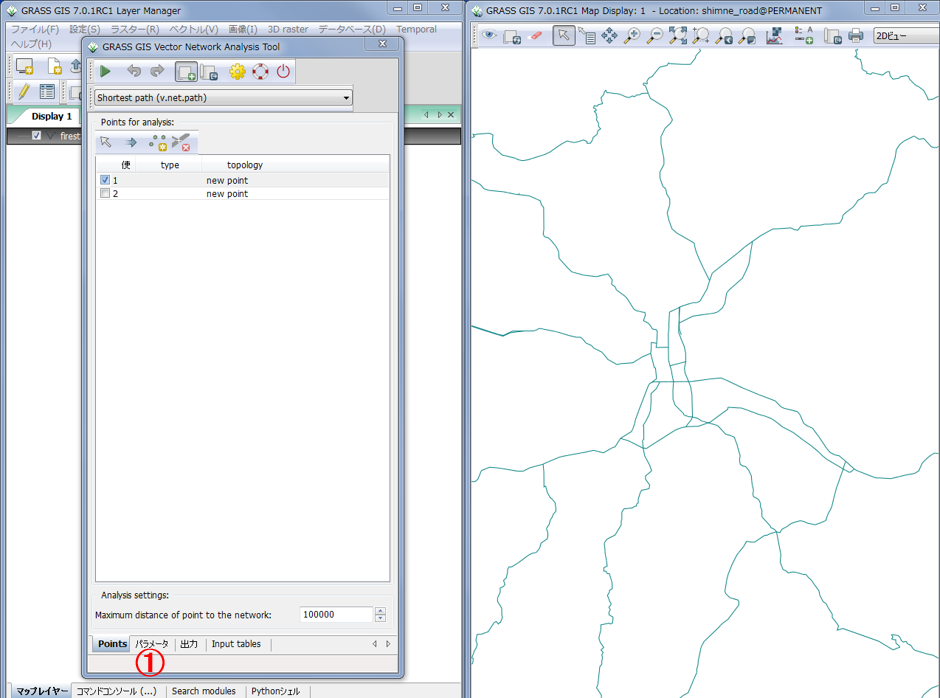 GRASS GIS 7.0.1RC1 Layer Manager
ファイル(F) 設定(S) ラスター(R) ベクトル(V) 画像(I) 3D raster データベース(D) Temporal
ヘルプ(H)
Display 1
firest
GRASS GIS Vector Network Analysis Tool
Shortest path (v.net.path)
Points for analysis:
使 type topology
1 new point
2 new point
Analysis settings:
Maximum distance of point to the network: 100000
Points パラメータ 出力 Input tables
①
マップレイヤー コマンドコンソール (...) Search modules Pythonシェル
GRASS GIS 7.0.1RC1 Map Display: 1 - Location: shimne_road@PERMANENT
2Dビュー